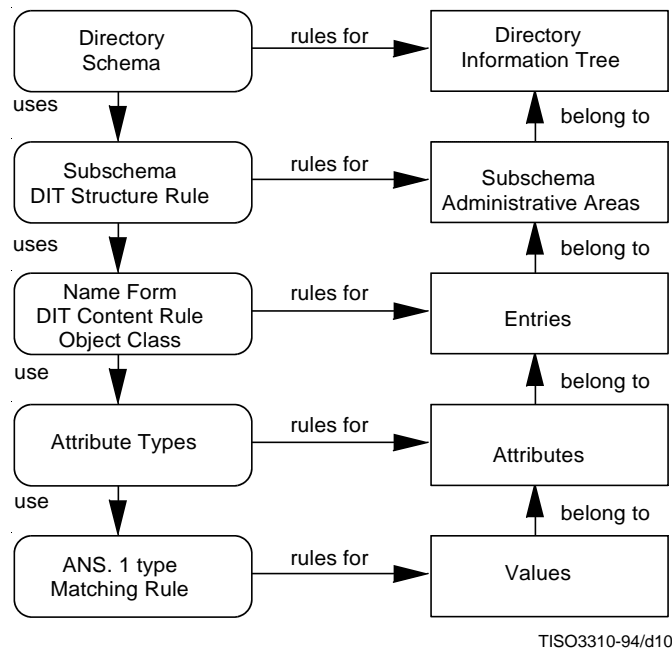 Directory
Schema
rules for
Directory
Information Tree
uses
belong to
Subschema
DIT Structure Rule
rules for
Subschema
Administrative Areas
uses
belong to
Name Form
DIT Content Rule
Object Class
rules for
Entries
use
belong to
Attribute Types
rules for
Attributes
use
belong to
ANS. 1 type
Matching Rule
rules for
Values
TISO3310-94/d10